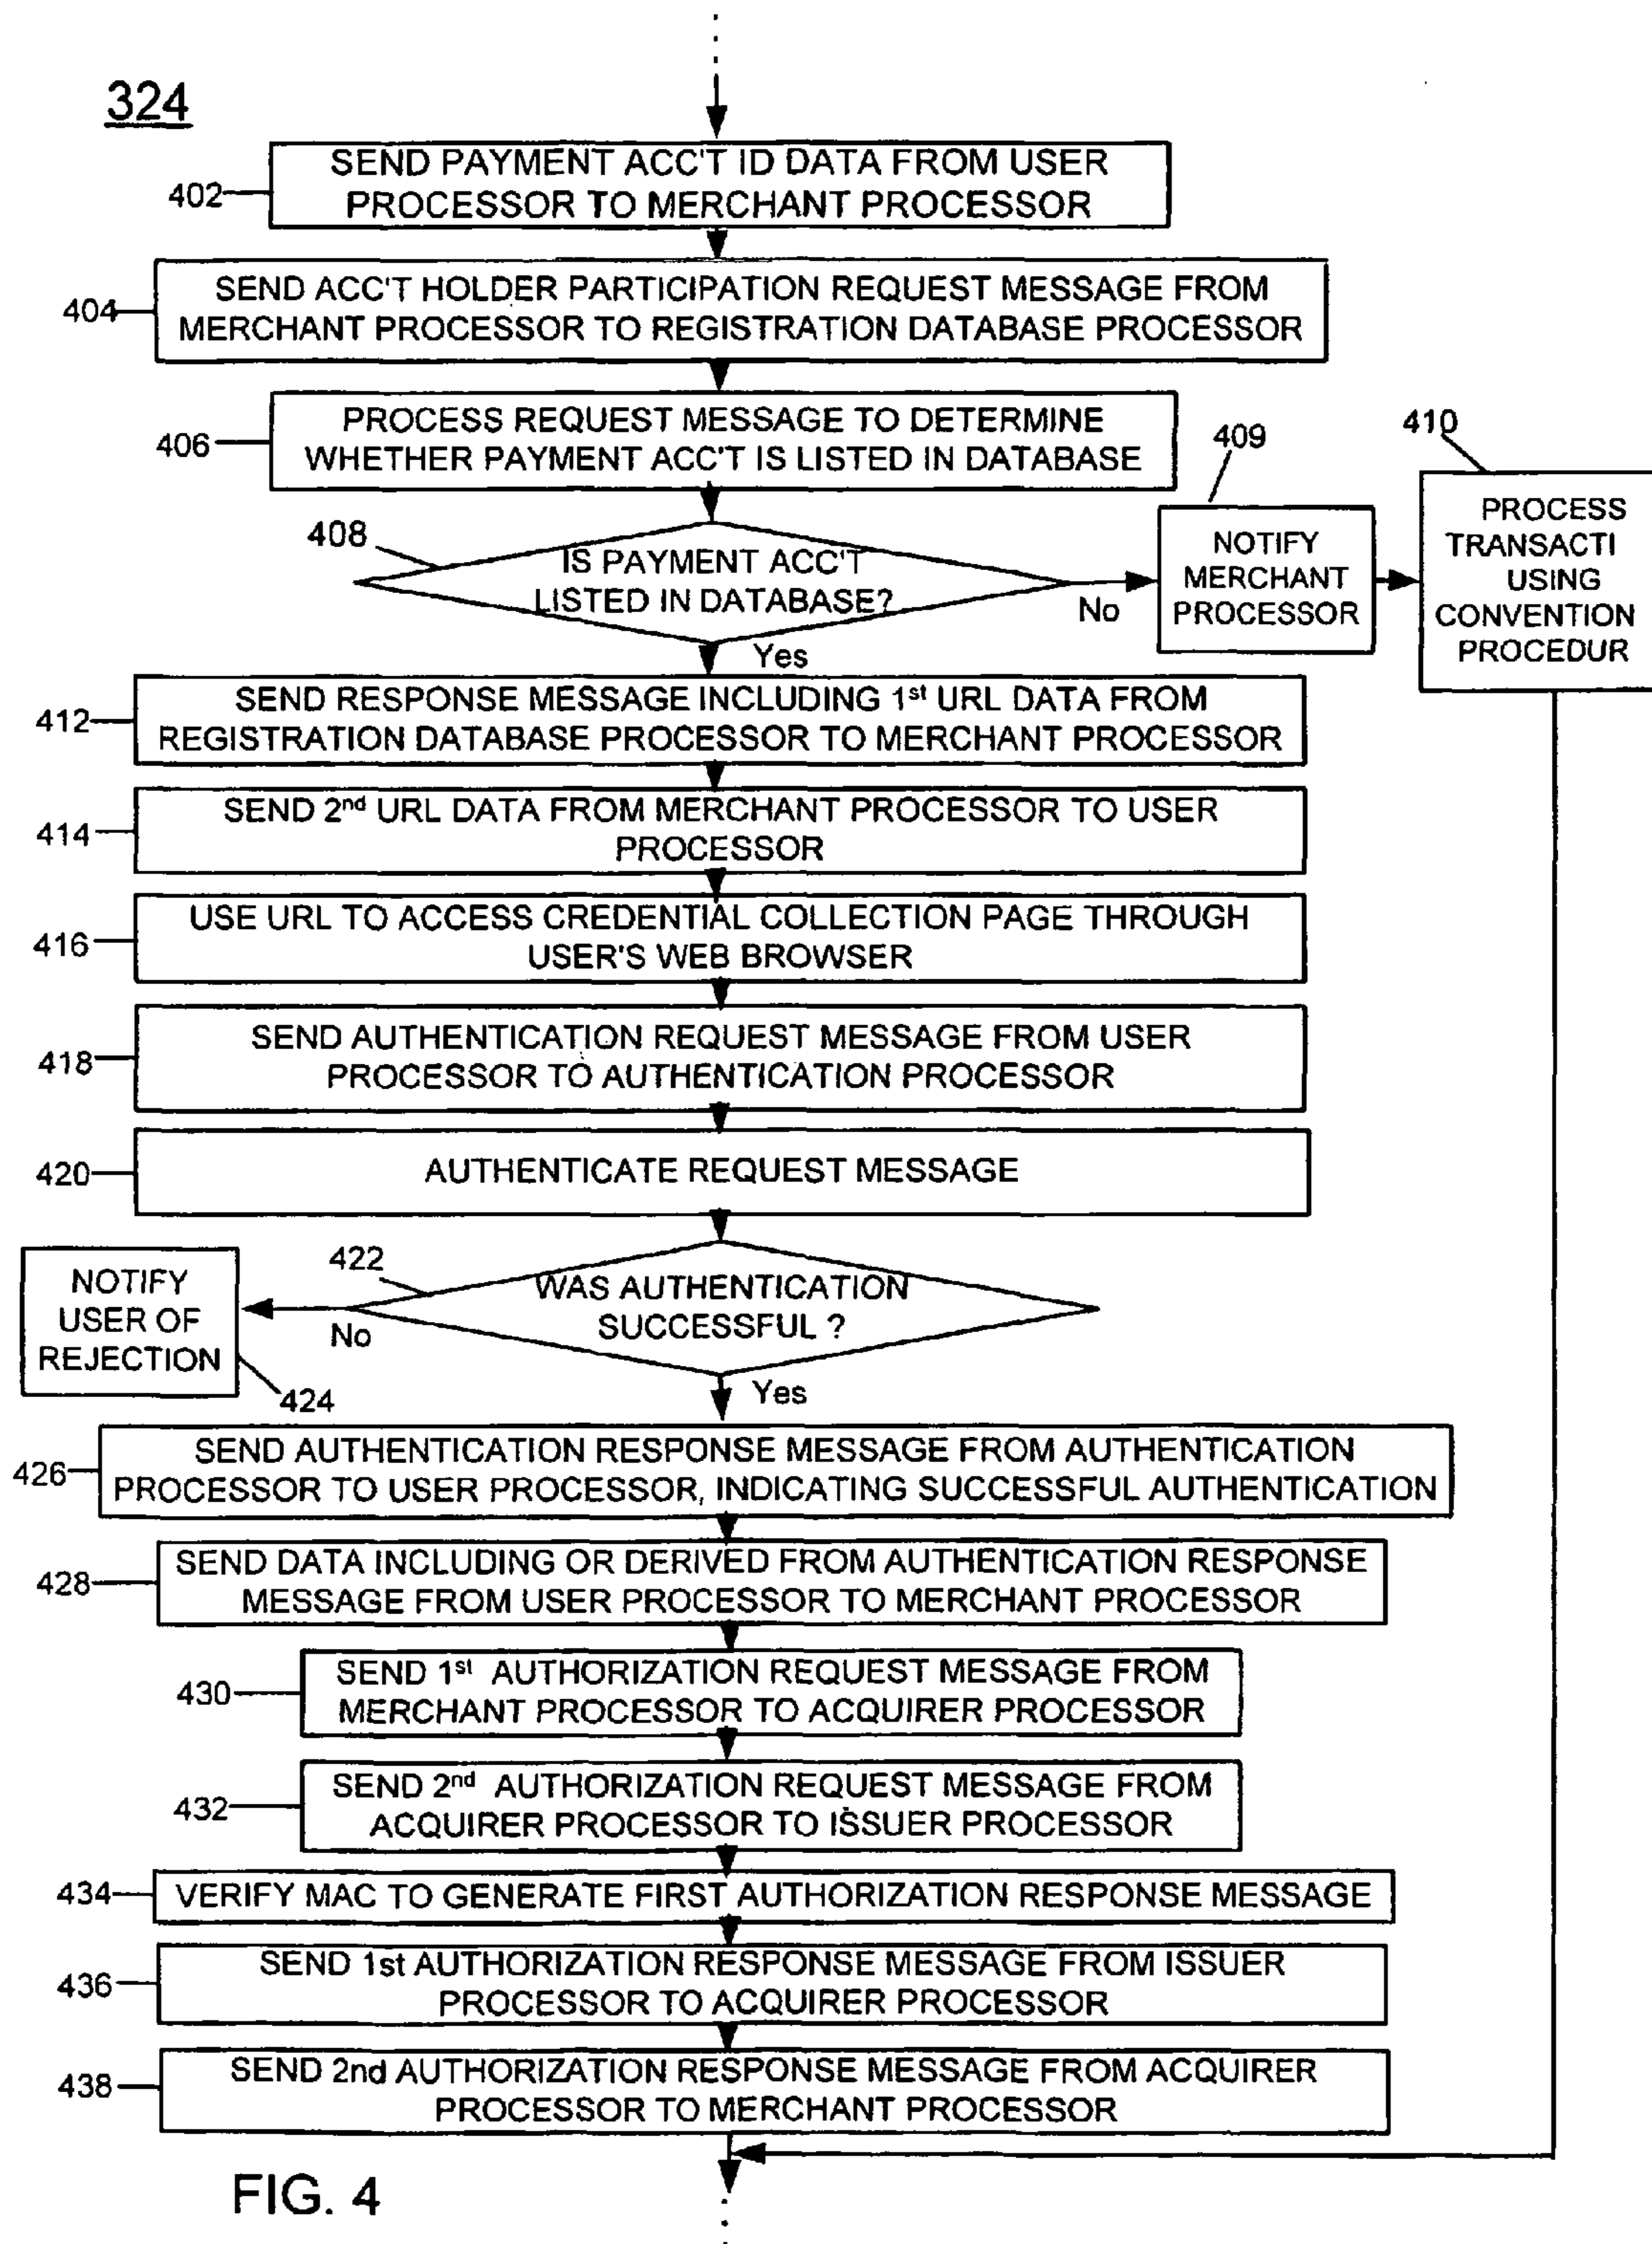 324
402
SEND PAYMENT ACC'T ID DATA FROM USER
PROCESSOR TO MERCHANT PROCESSOR
404
SEND ACC'T HOLDER PARTICIPATION REQUEST MESSAGE FROM
MERCHANT PROCESSOR TO REGISTRATION DATABASE PROCESSOR
406
PROCESS REQUEST MESSAGE TO DETERMINE
WHETHER PAYMENT ACC'T IS LISTED IN DATABASE
408
IS PAYMENT ACC'T
LISTED IN DATABASE?
No
409
NOTIFY
MERCHANT
PROCESSOR
410
PROCESS
TRANSACTI
USING
CONVENTION
PROCEDUR
Yes
412
SEND RESPONSE MESSAGE INCLUDING 1st URL DATA FROM
REGISTRATION DATABASE PROCESSOR TO MERCHANT PROCESSOR
414
SEND 2nd URL DATA FROM MERCHANT PROCESSOR TO USER
PROCESSOR
416
USE URL TO ACCESS CREDENTIAL COLLECTION PAGE THROUGH
USER'S WEB BROWSER
418
SEND AUTHENTICATION REQUEST MESSAGE FROM USER
PROCESSOR TO AUTHENTICATION PROCESSOR
420
AUTHENTICATE REQUEST MESSAGE
422
WAS AUTHENTICATION
SUCCESSFUL ?
No
NOTIFY
USER OF
REJECTION
424
Yes
426
SEND AUTHENTICATION RESPONSE MESSAGE FROM AUTHENTICATION
PROCESSOR TO USER PROCESSOR, INDICATING SUCCESSFUL AUTHENTICATION
428
SEND DATA INCLUDING OR DERIVED FROM AUTHENTICATION RESPONSE
MESSAGE FROM USER PROCESSOR TO MERCHANT PROCESSOR
430
SEND 1st AUTHORIZATION REQUEST MESSAGE FROM
MERCHANT PROCESSOR TO ACQUIRER PROCESSOR
432
SEND 2nd AUTHORIZATION REQUEST MESSAGE FROM
ACQUIRER PROCESSOR TO ISSUER PROCESSOR
434
VERIFY MAC TO GENERATE FIRST AUTHORIZATION RESPONSE MESSAGE
436
SEND 1st AUTHORIZATION RESPONSE MESSAGE FROM ISSUER
PROCESSOR TO ACQUIRER PROCESSOR
438
SEND 2nd AUTHORIZATION RESPONSE MESSAGE FROM ACQUIRER
PROCESSOR TO MERCHANT PROCESSOR
FIG. 4